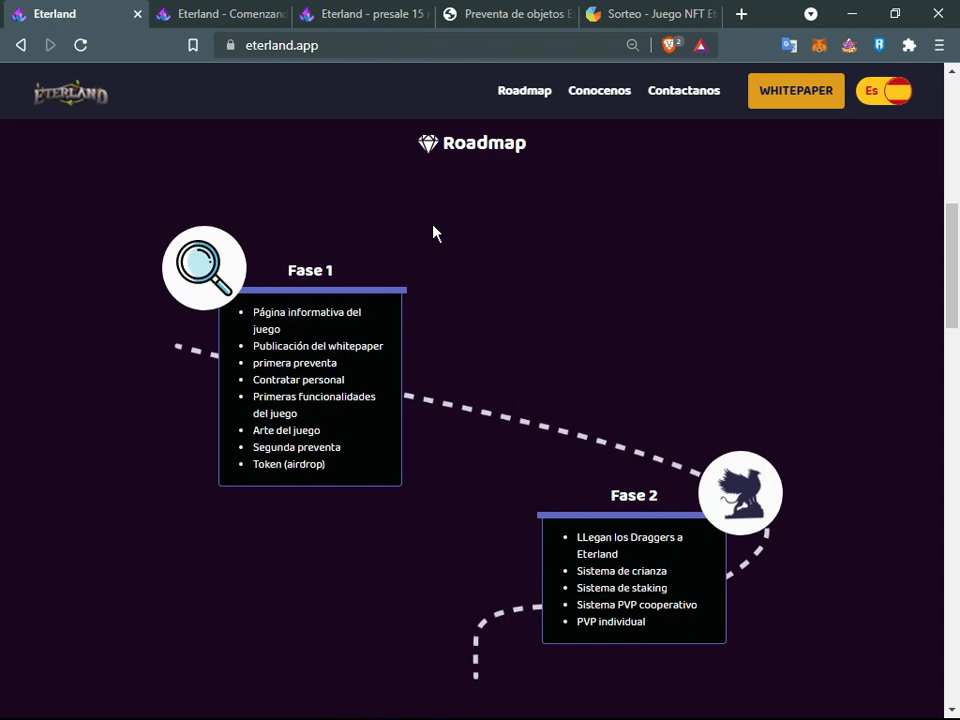 Eterland
Eterland - Comenzand
Eterland - presale 15 r
Preventa de objetos E
Sorteo - Juego NFT Et
eterland.app
2
ETERLAND
Roadmap
Conocenos
Contactanos
WHITEPAPER
Es
Roadmap
Fase 1
Página informativa del
juego
Publicación del whitepaper
primera preventa
Contratar personal
Primeras funcionalidades
del juego
Arte del juego
Segunda preventa
Token (airdrop)
Fase 2
LLegan los Draggers a
Eterland
Sistema de crianza
Sistema de staking
Sistema PVP cooperativo
PVP individual